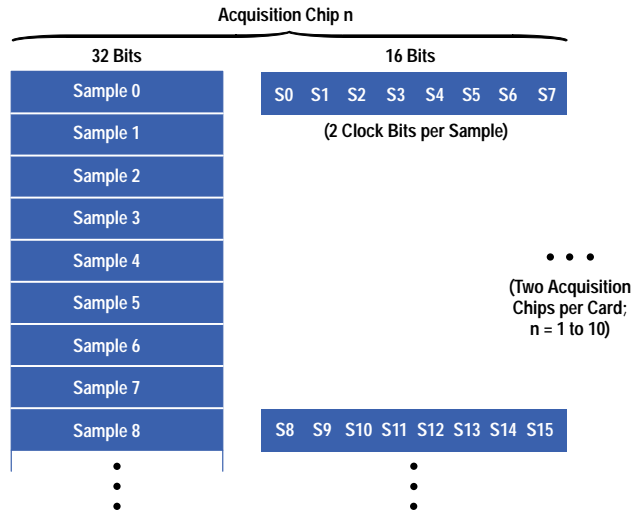 Acquisition Chip n
32 Bits
16 Bits
Sample 0
S0 S1 S2 S3 S4 S5 S6 S7
Sample 1
(2 Clock Bits per Sample)
Sample 2
Sample 3
Sample 4
• • •
Sample 5
(Two Acquisition
Chips per Card;
n = 1 to 10)
Sample 6
Sample 7
Sample 8
S8 S9 S10 S11 S12 S13 S14 S15